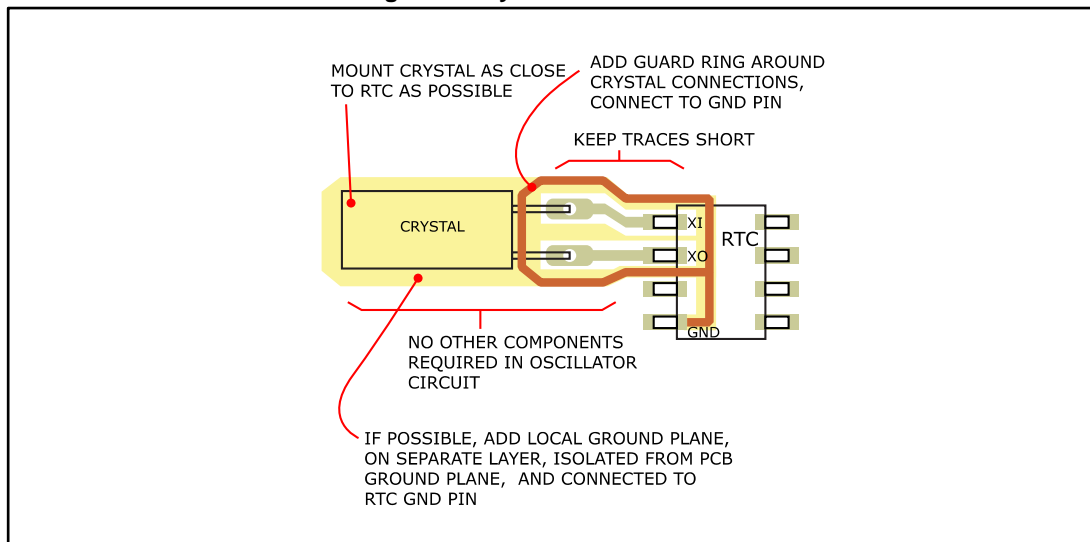 MOUNT CRYSTAL AS CLOSE
TO RTC AS POSSIBLE
ADD GUARD RING AROUND
CRYSTAL CONNECTIONS,
CONNECT TO GND PIN
KEEP TRACES SHORT
CRYSTAL
XI
RTC
XO
GND
NO OTHER COMPONENTS
REQUIRED IN OSCILLATOR
CIRCUIT
IF POSSIBLE, ADD LOCAL GROUND PLANE,
ON SEPARATE LAYER, ISOLATED FROM PCB
GROUND PLANE, AND CONNECTED TO
RTC GND PIN